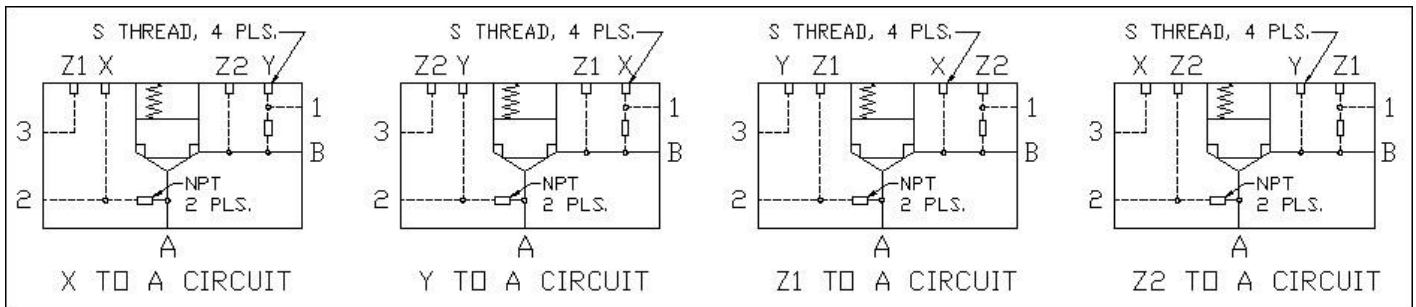 S THREAD, 4 PLS.
Z1 X Z2 Y
1
3
B
NPT
2
2 PLS.
A
X TO A CIRCUIT
S THREAD, 4 PLS.
Z2 Y Z1 X
1
3
B
NPT
2
2 PLS.
A
Y TO A CIRCUIT
S THREAD, 4 PLS.
Y Z1 X Z2
1
3
B
NPT
2
2 PLS.
A
Z1 TO A CIRCUIT
S THREAD, 4 PLS.
X Z2 Y Z1
1
3
B
NPT
2
2 PLS.
A
Z2 TO A CIRCUIT